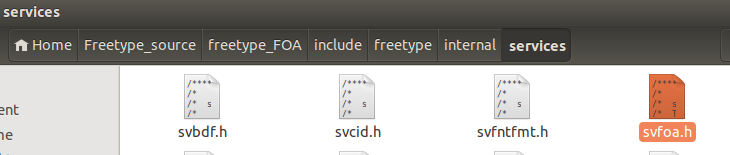 services
Home Freetype_source freetype_FOA include freetype internal services
ent
ne
svbdf.h svcid.h svfntfmt.h svfoa.h